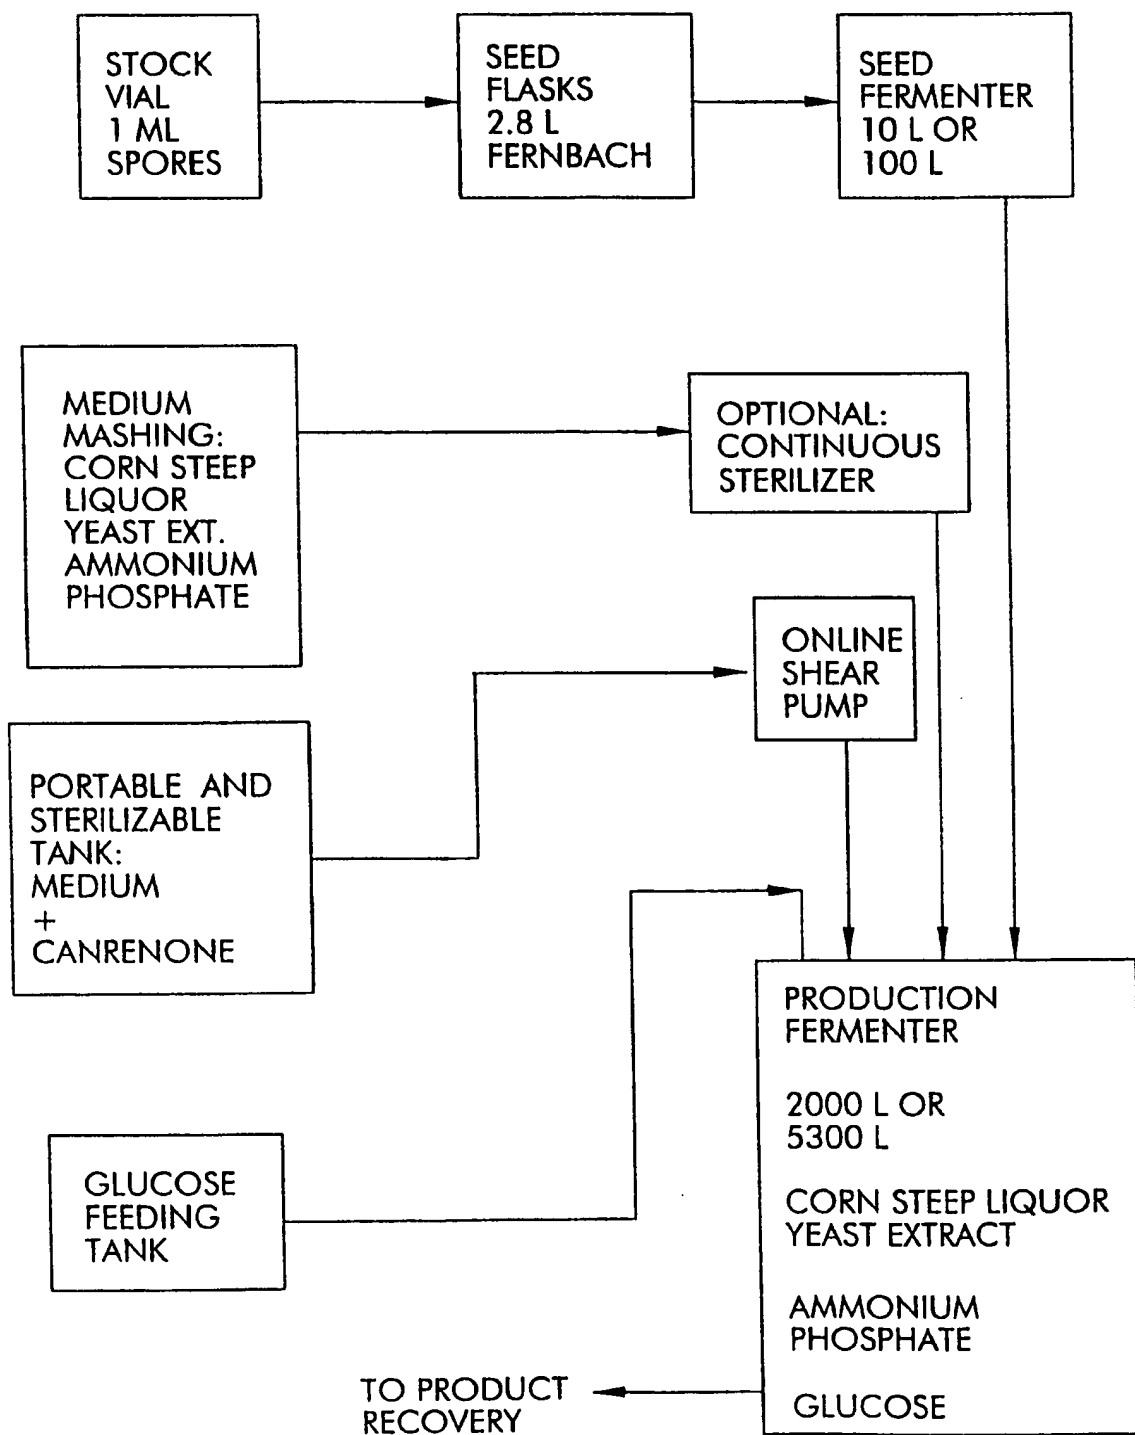 STOCK
VIAL
1 ML
SPORES
SEED
FLASKS
2.8 L
FERNBACH
SEED
FERMENTER
10 L OR
100 L
MEDIUM
MASHING:
CORN STEEP
LIQUOR
YEAST EXT.
AMMONIUM
PHOSPHATE
OPTIONAL:
CONTINUOUS
STERILIZER
ONLINE
SHEAR
PUMP
PORTABLE AND
STERILIZABLE
TANK:
MEDIUM
+
CANRENONE
GLUCOSE
FEEDING
TANK
PRODUCTION
FERMENTER
2000 L OR
5300 L
CORN STEEP LIQUOR
YEAST EXTRACT
AMMONIUM
PHOSPHATE
GLUCOSE
TO PRODUCT
RECOVERY